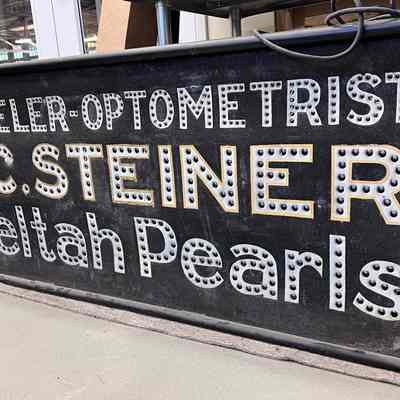 ELER-OPTOMETRIST
C. STEINER
eltah Pearls